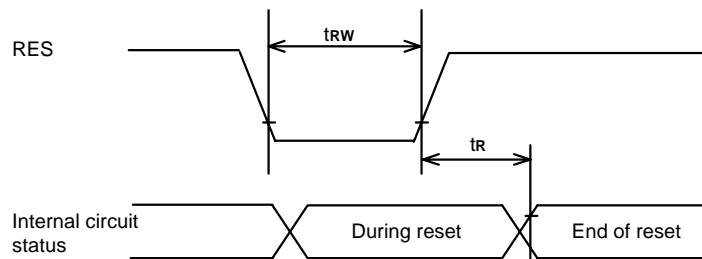 tRW
RES
tR
Internal circuit
status
During reset
End of reset